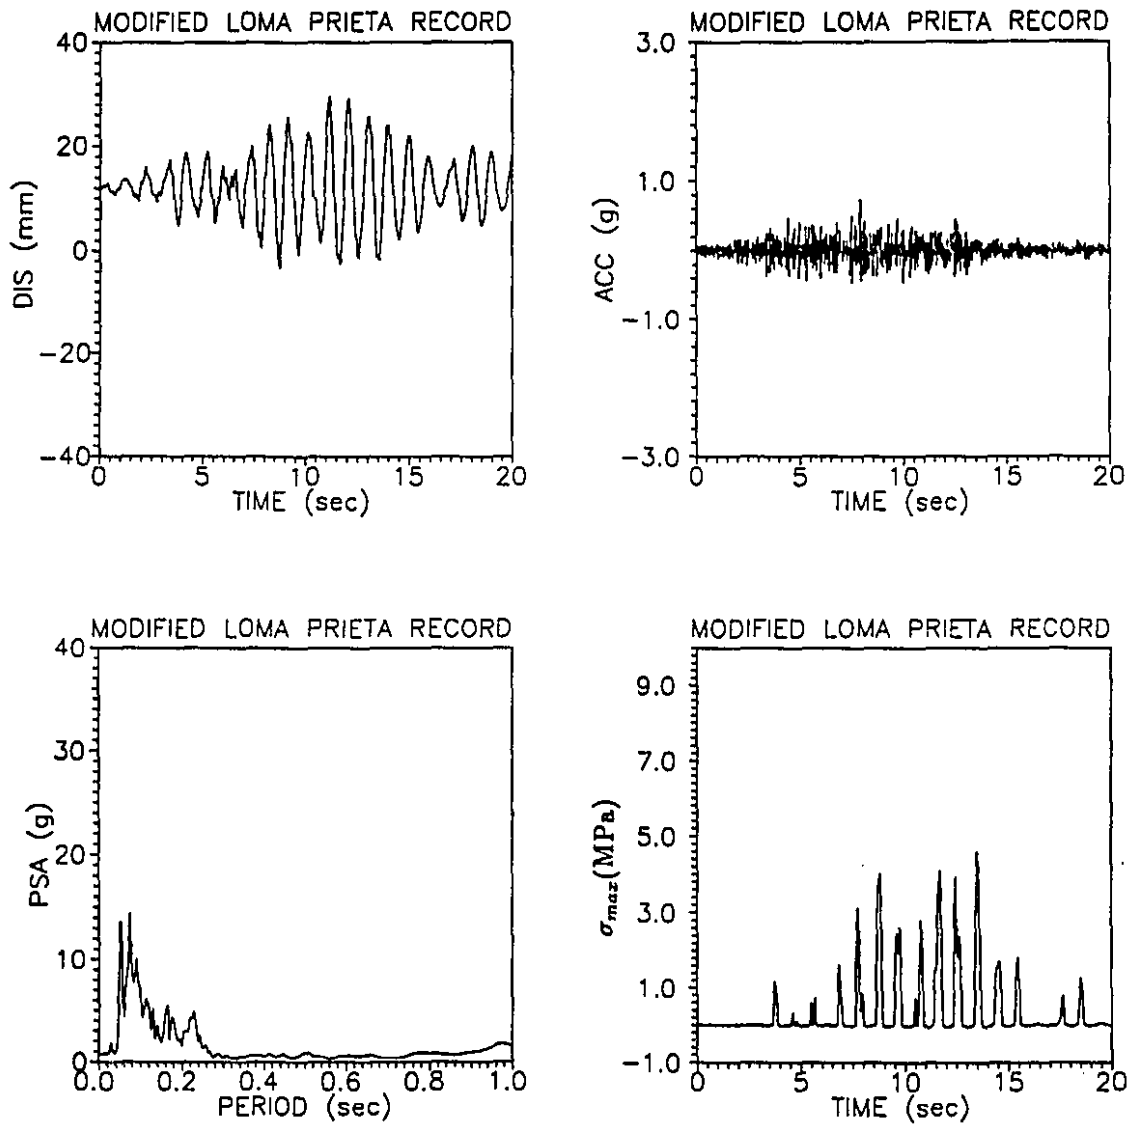 MODIFIED LOMA PRIETA RECORD
40
20
0
−20
−40
DIS (mm)
0 5 10 15 20
TIME (sec)
MODIFIED LOMA PRIETA RECORD
3.0
1.0
−1.0
−3.0
ACC (g)
0 5 10 15 20
TIME (sec)
MODIFIED LOMA PRIETA RECORD
40
30
20
10
0
PSA (g)
0.0 0.2 0.4 0.6 0.8 1.0
PERIOD (sec)
MODIFIED LOMA PRIETA RECORD
9.0
7.0
5.0
3.0
1.0
−1.0
σmax(MPa)
0 5 10 15 20
TIME (sec)